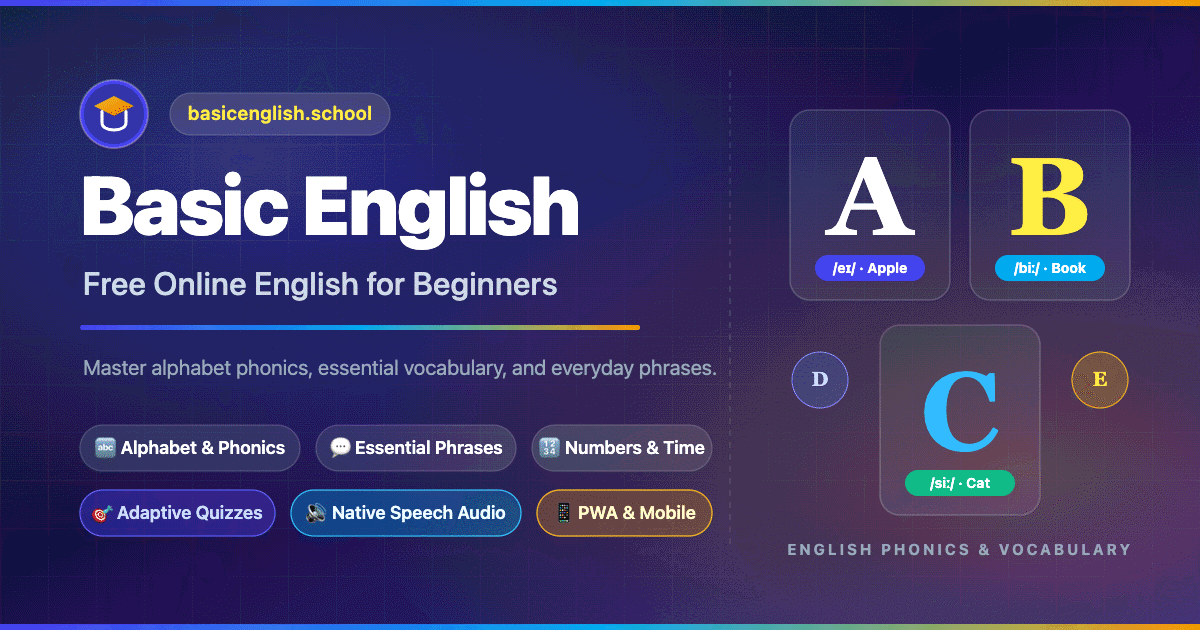 basicenglish.school
Basic English
Free Online English for Beginners
Master alphabet phonics, essential vocabulary, and everyday phrases.
🔤 Alphabet & Phonics
💬 Essential Phrases
🔢 Numbers & Time
🎯 Adaptive Quizzes
🔊 Native Speech Audio
📱 PWA & Mobile
A
/eɪ/ · Apple
B
/biː/ · Book
D
C
/siː/ · Cat
E
ENGLISH PHONICS & VOCABULARY